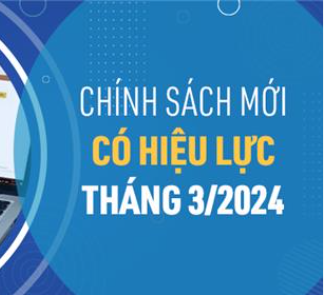 CHÍNH SÁCH MỚI
CÓ HIỆU LỰC
THÁNG 3/2024